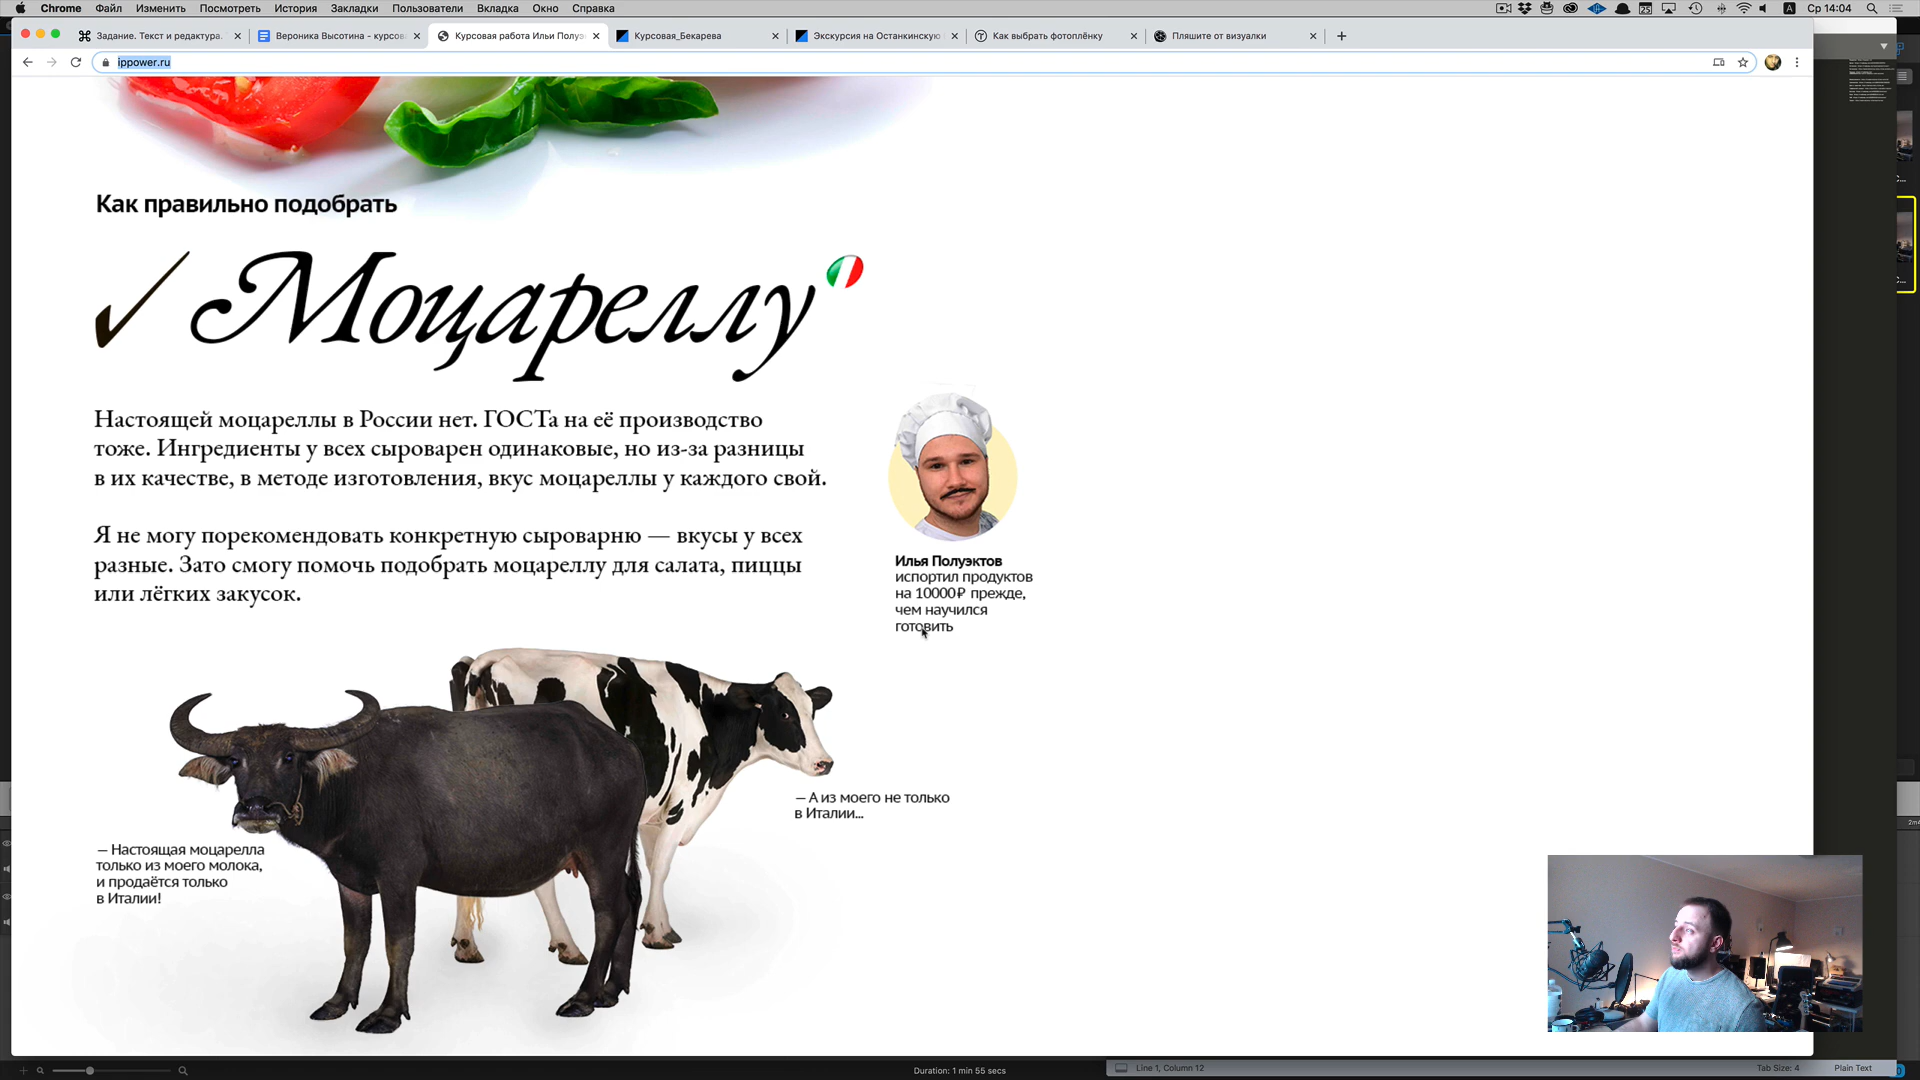 Chrome Файл Изменить Посмотреть История Закладки Пользователи Вкладка Окно Справка
25
A
Ср 14:04
Задание. Текст и редактура.
Вероника Высотина - курсова
Курсовая работа Ильи Полуэк
Курсовая_Бекарева
Экскурсия на Останкинскую
Как выбрать фотоплёнку
Пляшите от визуалки
ippower.ru
Как правильно подобрать
Моцареллу
Настоящей моцареллы в России нет. ГОСТа на её производство
тоже. Ингредиенты у всех сыроварен одинаковые, но из-за разницы
в их качестве, в методе изготовления, вкус моцареллы у каждого свой.
Я не могу порекомендовать конкретную сыроварню — вкусы у всех
разные. Зато смогу помочь подобрать моцареллу для салата, пиццы
или лёгких закусок.
Илья Полуэктов
испортил продуктов
на 10000₽ прежде,
чем научился
готовить
– А из моего не только
в Италии...
– Настоящая моцарелла
только из моего молока,
и продаётся только
в Италии!
Duration: 1 min 55 secs
Line 1, Column 12
Tab Size: 4
Plain Text